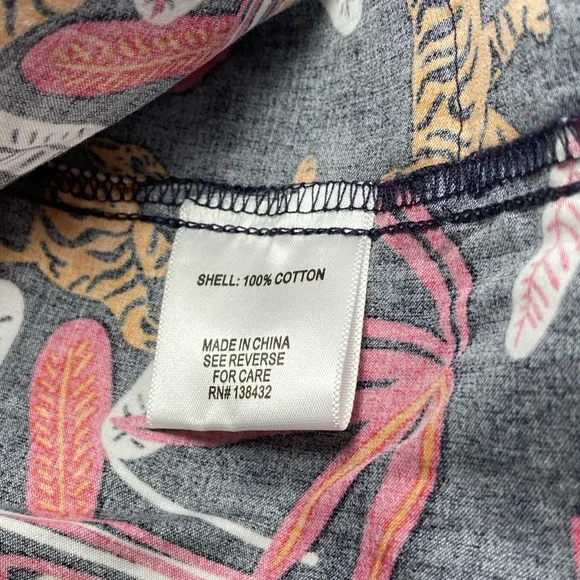 SHELL: 100% COTTON
MADE IN CHINA
SEE REVERSE
FOR CARE
RN# 138432